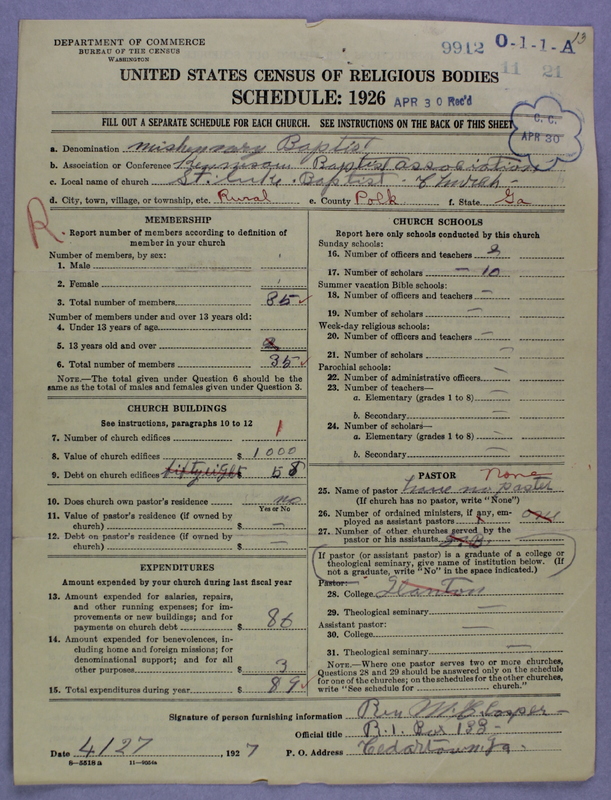 13
DEPARTMENT OF COMMERCE
BUREAU OF THE CENSUS
WASHINGTON
9912 O-1-1-A
11 21
UNITED STATES CENSUS OF RELIGIOUS BODIES
SCHEDULE: 1926 APR 30 Rec'd
FILL OUT A SEPARATE SCHEDULE FOR EACH CHURCH. SEE INSTRUCTIONS ON THE BACK OF THIS SHEET
C. C.
APR 30
a. Denomination Baptist
b. Association or Conference Baptist association
c. Local name of church St. Luke Baptist Church
d. City, town, village, or township, etc. Rural e. County Polk f. State Ga
R
MEMBERSHIP
Report number of members according to definition of
member in your church
Number of members, by sex:
1. Male
2. Female
3. Total number of members 85
Number of members under and over 13 years old:
4. Under 13 years of age
5. 13 years old and over
6. Total number of members 35
NOTE.—The total given under Question 6 should be
same as the total of males and females given under Question 3.
CHURCH BUILDINGS
See instructions, paragraphs 10 to 12
7. Number of church edifices 1
8. Value of church edifices $ 1000
9. Debt on church edifices fiftyeight 58
10. Does church own pastor's residence no
Yes or No
11. Value of pastor's residence (if owned by
church) $ —
12. Debt on pastor's residence (if owned by
church) $ —
EXPENDITURES
Amount expended by your church during last fiscal year
13. Amount expended for salaries, repairs,
and other running expenses; for im-
provements or new buildings; and for
payments on church debt $ 86
14. Amount expended for benevolences, in-
cluding home and foreign missions; for
denominational support; and for all
other purposes $ 3
15. Total expenditures during year $ 89
CHURCH SCHOOLS
Report here only schools conducted by this church
Sunday schools:
16. Number of officers and teachers 2
17. Number of scholars — 10
Summer vacation Bible schools:
18. Number of officers and teachers —
19. Number of scholars —
Week-day religious schools:
20. Number of officers and teachers —
21. Number of scholars —
Parochial schools:
22. Number of administrative officers —
23. Number of teachers—
a. Elementary (grades 1 to 8) —
b. Secondary —
24. Number of scholars—
a. Elementary (grades 1 to 8) —
b. Secondary —
PASTOR None
25. Name of pastor have no paster
(If church has no pastor, write "None")
26. Number of ordained ministers, if any, em-
ployed as assistant pastors
27. Number of other churches served by the
pastor or his assistants
If pastor (or assistant pastor) is a graduate of a college or
theological seminary, give name of institution below. (If
not a graduate, write "No" in the space indicated.)
Pastor:
28. College Stanton
29. Theological seminary —
Assistant pastor:
30. College —
31. Theological seminary —
NOTE.—Where one pastor serves two or more churches,
Questions 28 and 29 should be answered only on the schedule
for one of the churches; on the schedules for the other churches,
write "See schedule for church."
Signature of person furnishing information Rev
Official title R. 1. Box 133
Date 4/27, 1927 P. O. Address Cedartown Ga.
8—5518a 11—9054a